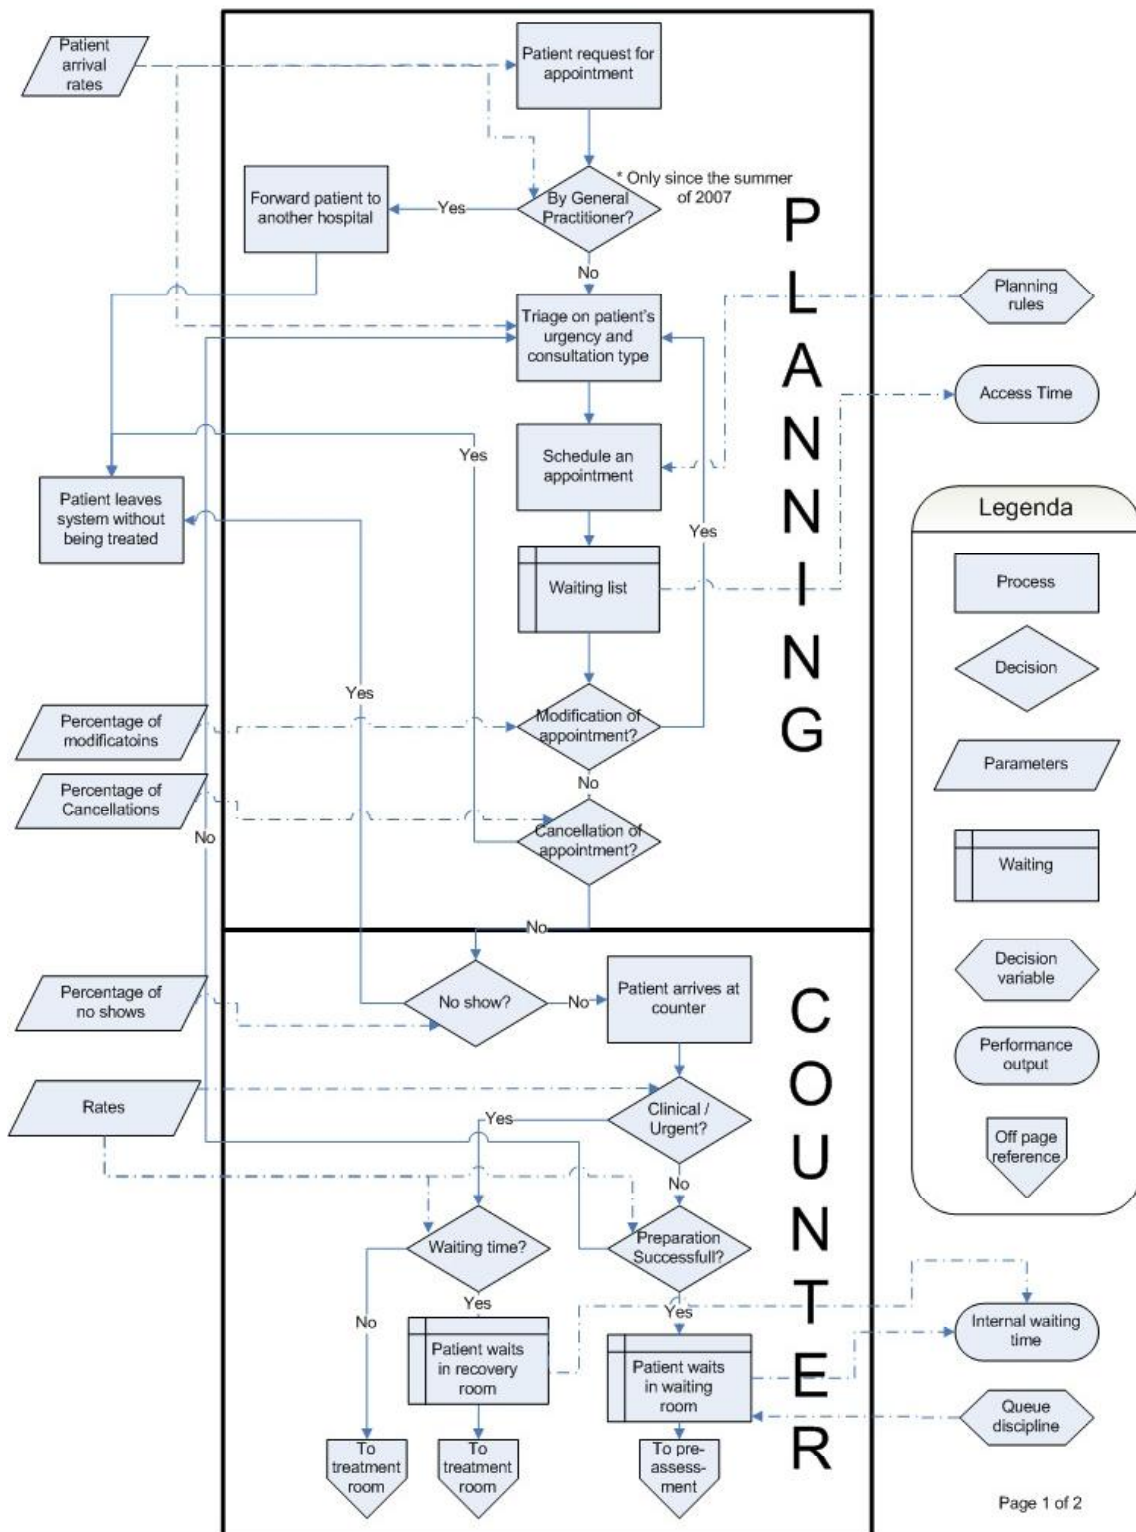 Patient
arrival
rates
Patient request for
appointment
* Only since the summer
of 2007
Forward patient to
another hospital
Yes
By General
Practitioner?
No
Triage on patient's
urgency and
consultation type
Planning
rules
Access Time
Yes
Schedule an
appointment
Patient leaves
system without
being treated
Yes
Waiting list
Yes
Percentage of
modificatoins
Modification of
appointment?
No
Percentage of
Cancellations
Cancellation of
appointment?
No
No
PLANNING
Percentage of
no shows
No show?
No
Patient arrives at
counter
Rates
Clinical /
Urgent?
Yes
No
Waiting time?
Preparation
Successfull?
No
Yes
Yes
Patient waits
in recovery
room
Patient waits
in waiting
room
Internal waiting
time
Queue
discipline
To
treatment
room
To
treatment
room
To pre-
assess-
ment
COUNTER
Legenda
Process
Decision
Parameters
Waiting
Decision
variable
Performance
output
Off page
reference
Page 1 of 2